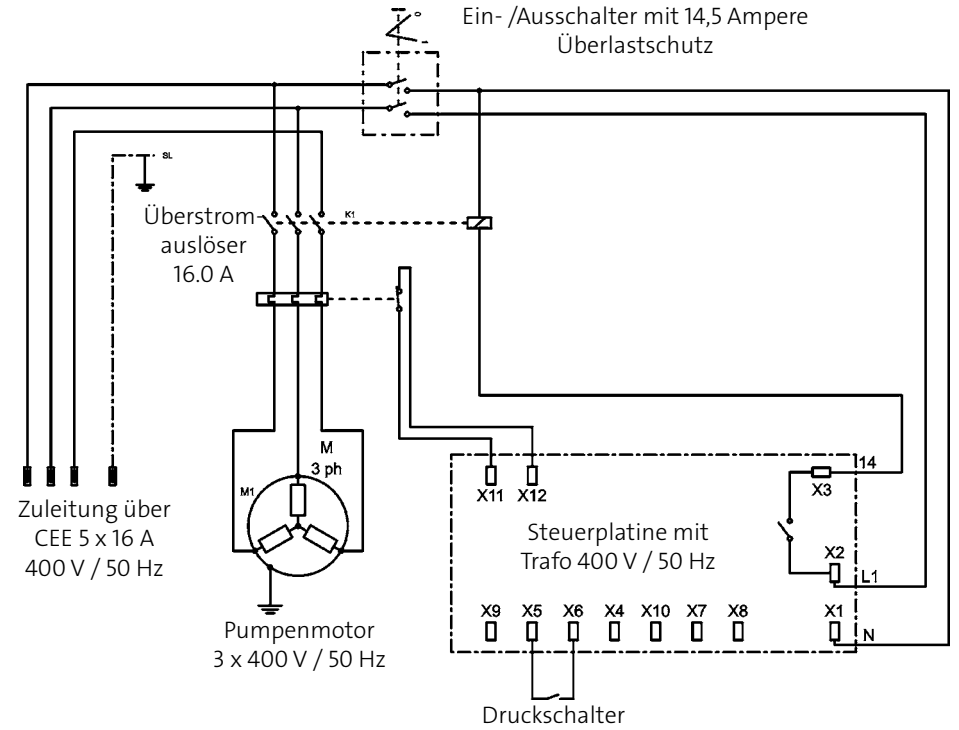 Ein- /Ausschalter mit 14,5 Ampere
Überlastschutz
SL
Überstrom-
auslöser
16.0 A
K1
M
3 ph
M1
Zuleitung über
CEE 5 x 16 A
400 V / 50 Hz
Pumpenmotor
3 x 400 V / 50 Hz
X11 X12
14
X3
Steuerplatine mit
Trafo 400 V / 50 Hz
X2
L1
X9 X5 X6 X4 X10 X7 X8 X1
N
Druckschalter